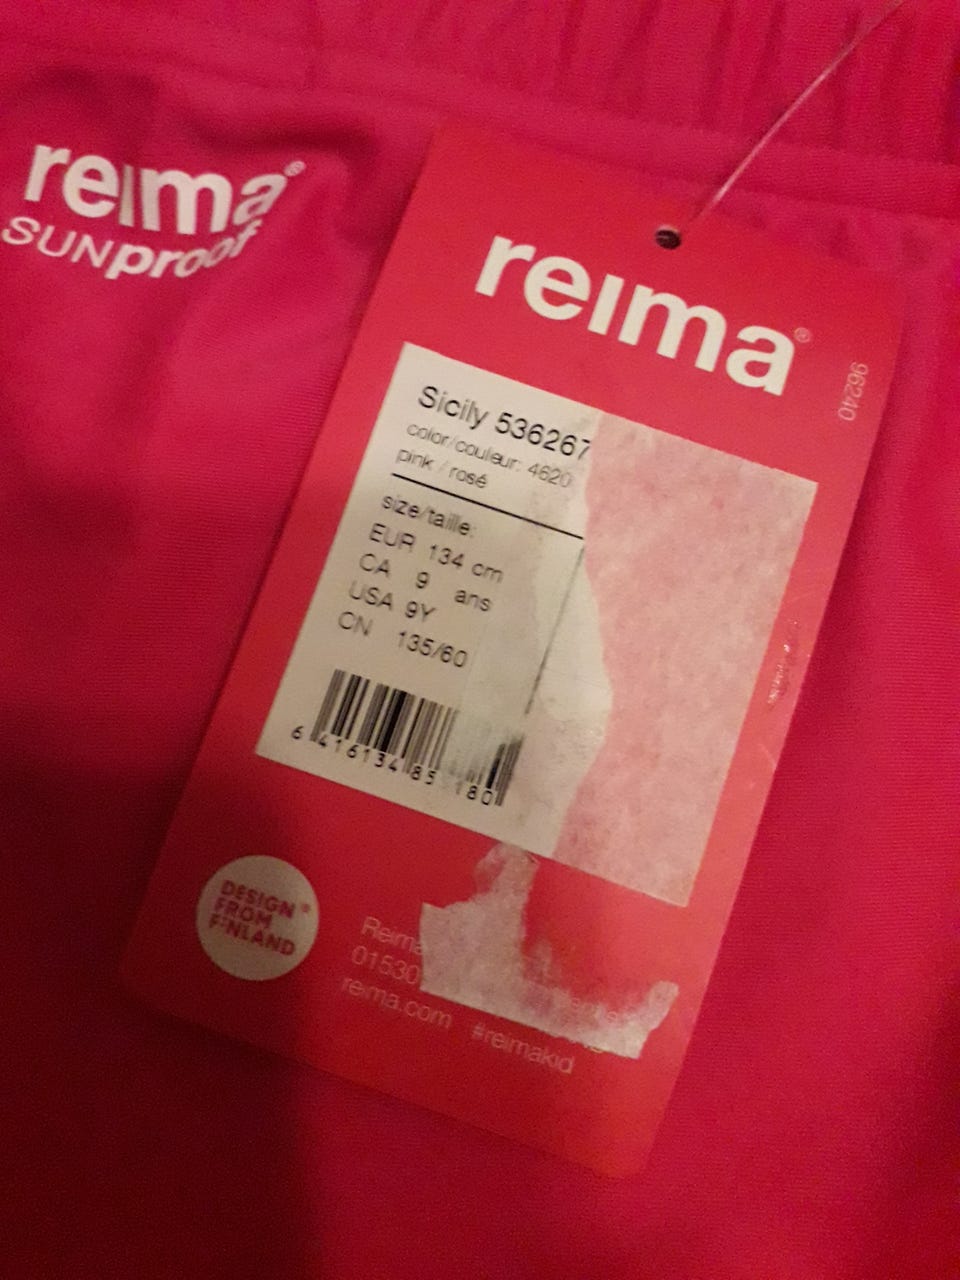 reima®
SUNproof
reima®
96240
Sicily 536267
color/couleur: 4620
pink / rosé
size/taille:
EUR 134 cm
CA 9 ans
USA 9Y
CN 135/60
6 416134 85 180
DESIGN
FROM
FINLAND
Reima
01530
reima.com #reimakid